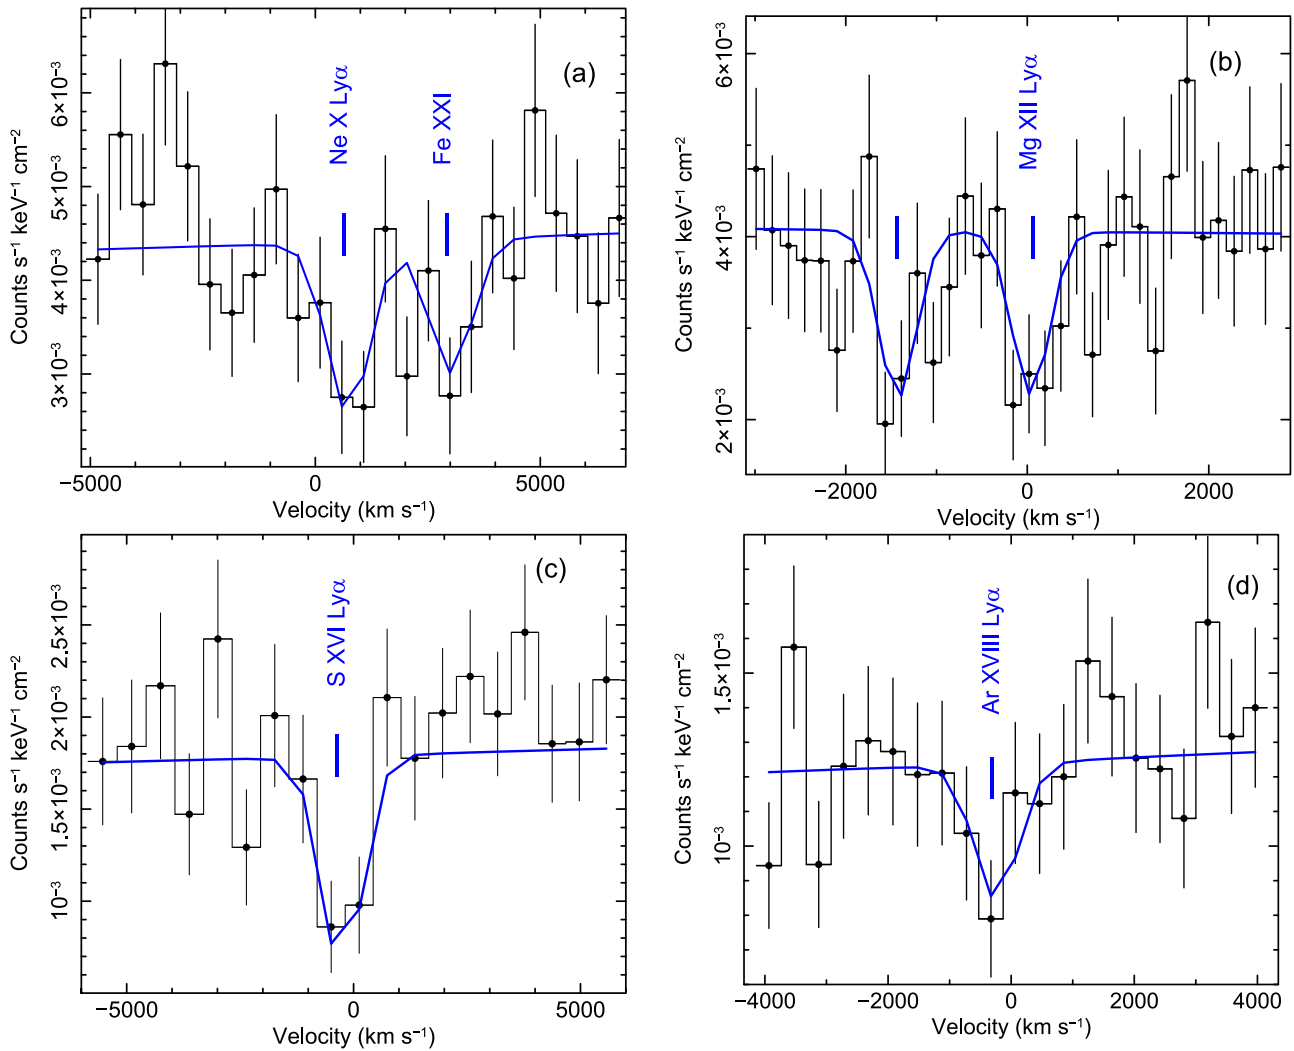 (a)
Ne X Lyα
Fe XXI
6×10⁻³
5×10⁻³
4×10⁻³
3×10⁻³
Counts s⁻¹ keV⁻¹ cm⁻²
−5000 0 5000
Velocity (km s⁻¹)
(b)
Mg XII Lyα
6×10⁻³
4×10⁻³
2×10⁻³
Counts s⁻¹ keV⁻¹ cm⁻²
−2000 0 2000
Velocity (km s⁻¹)
(c)
S XVI Lyα
2.5×10⁻³
2×10⁻³
1.5×10⁻³
10⁻³
Counts s⁻¹ keV⁻¹ cm⁻²
−5000 0 5000
Velocity (km s⁻¹)
(d)
Ar XVIII Lyα
1.5×10⁻³
10⁻³
Counts s⁻¹ keV⁻¹ cm⁻²
−4000 −2000 0 2000 4000
Velocity (km s⁻¹)